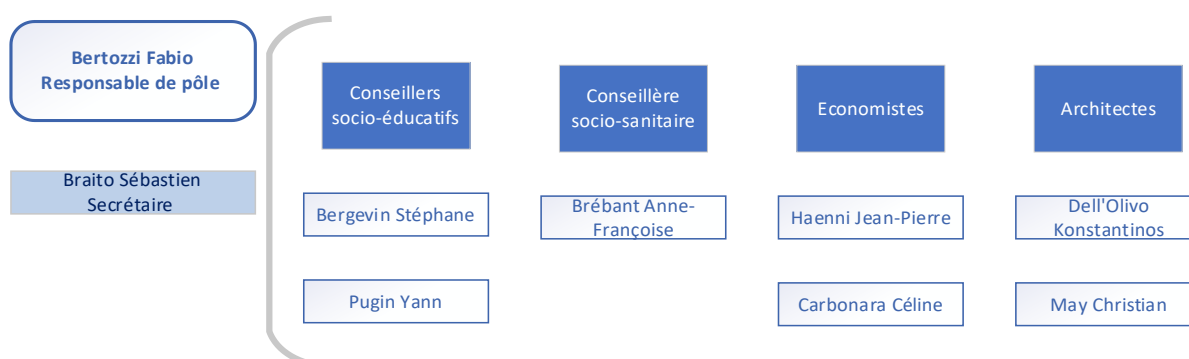 Bertozzi Fabio
Responsable de pôle
Braito Sébastien
Secrétaire
Conseillers
socio-éducatifs
Bergevin Stéphane
Pugin Yann
Conseillère
socio-sanitaire
Brébant Anne-
Françoise
Economistes
Haenni Jean-Pierre
Carbonara Céline
Architectes
Dell'Olivo
Konstantinos
May Christian